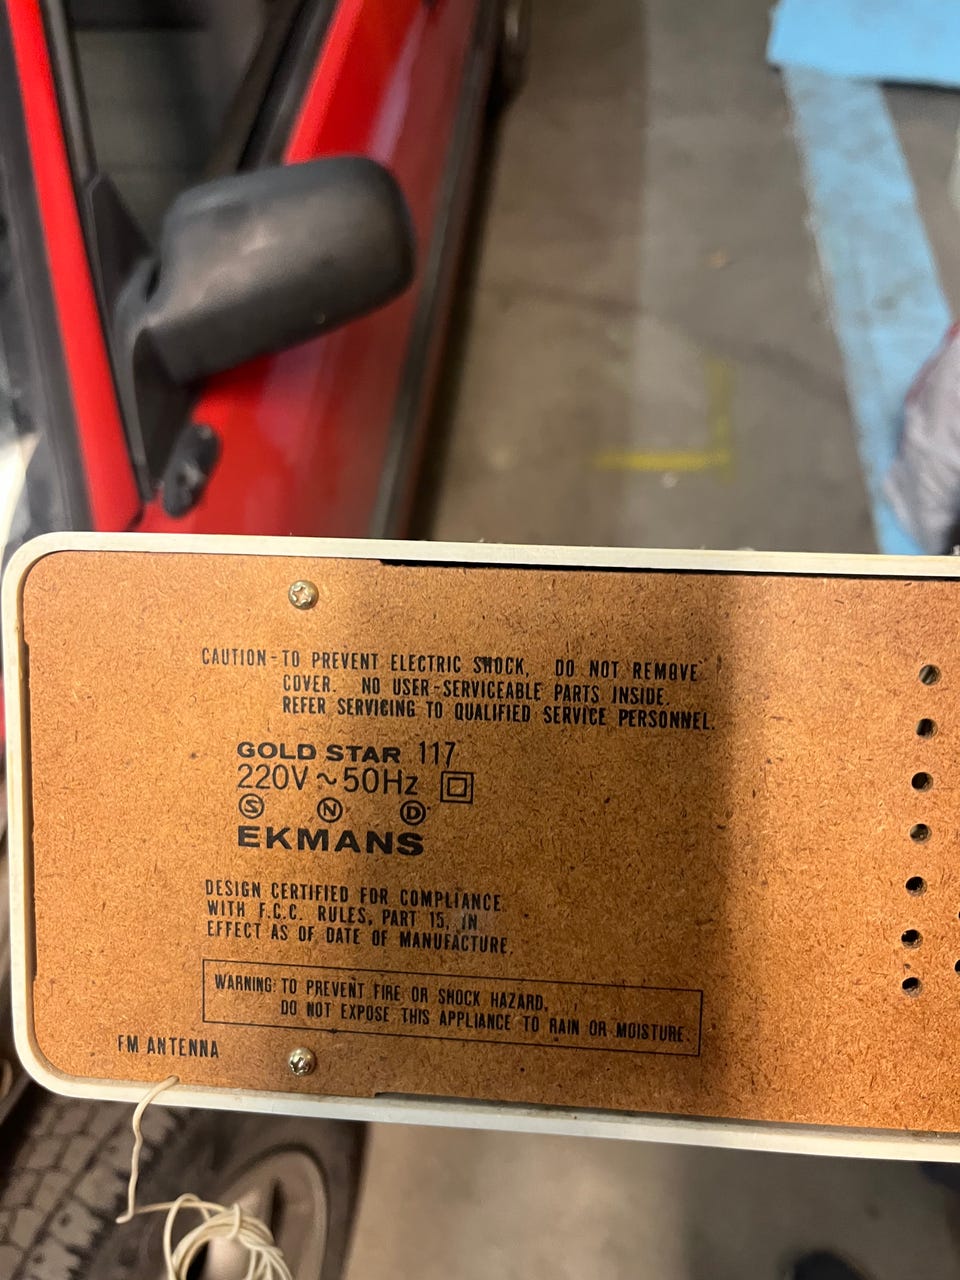 CAUTION-TO PREVENT ELECTRIC SHOCK, DO NOT REMOVE
COVER. NO USER-SERVICEABLE PARTS INSIDE.
REFER SERVICING TO QUALIFIED SERVICE PERSONNEL.
GOLD STAR 117
220V~50Hz
S N D
EKMANS
DESIGN CERTIFIED FOR COMPLIANCE
WITH F.C.C. RULES, PART 15, IN
EFFECT AS OF DATE OF MANUFACTURE.
WARNING: TO PREVENT FIRE OR SHOCK HAZARD,
DO NOT EXPOSE THIS APPLIANCE TO RAIN OR MOISTURE.
FM ANTENNA